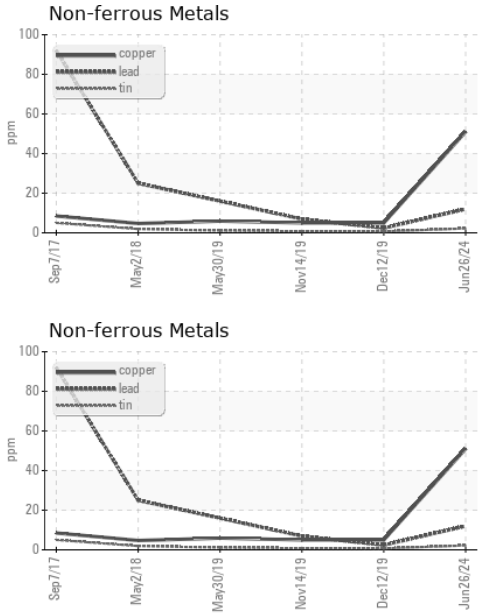 Non-ferrous Metals
100
80
60
40
20
0
ppm
copper
lead
tin
Sep7/17
May2/18
May30/19
Nov14/19
Dec12/19
Jun26/24
Non-ferrous Metals
100
80
60
40
20
0
ppm
copper
lead
tin
Sep7/17
May2/18
May30/19
Nov14/19
Dec12/19
Jun26/24